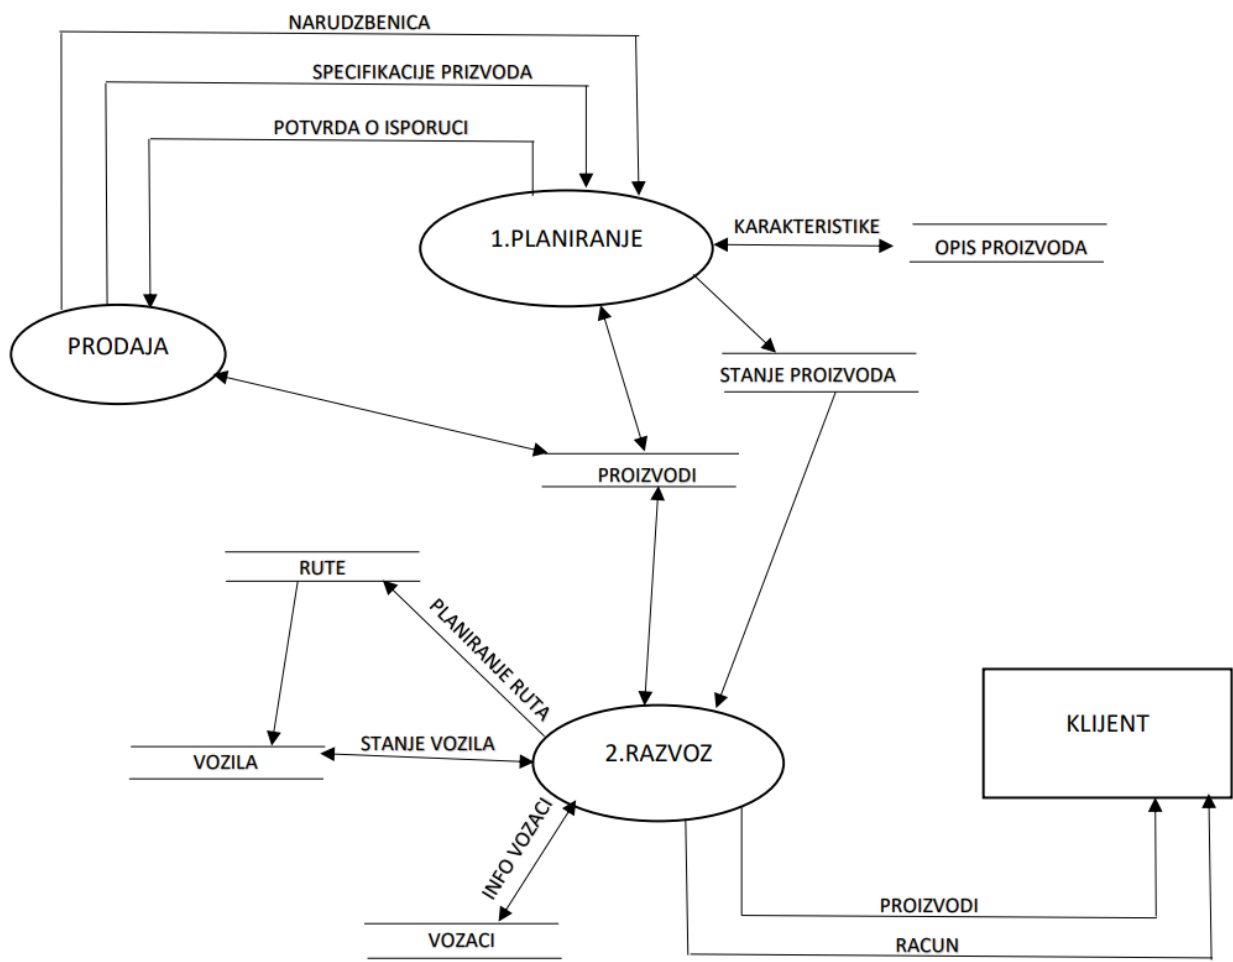 NARUDZBENICA
SPECIFIKACIJE PRIZVODA
POTVRDA O ISPORUCI
1.PLANIRANJE
KARAKTERISTIKE
OPIS PROIZVODA
PRODAJA
STANJE PROIZVODA
PROIZVODI
RUTE
PLANIRANJE RUTA
KLIJENT
STANJE VOZILA
VOZILA
2.RAZVOZ
INFO VOZACI
PROIZVODI
VOZACI
RACUN